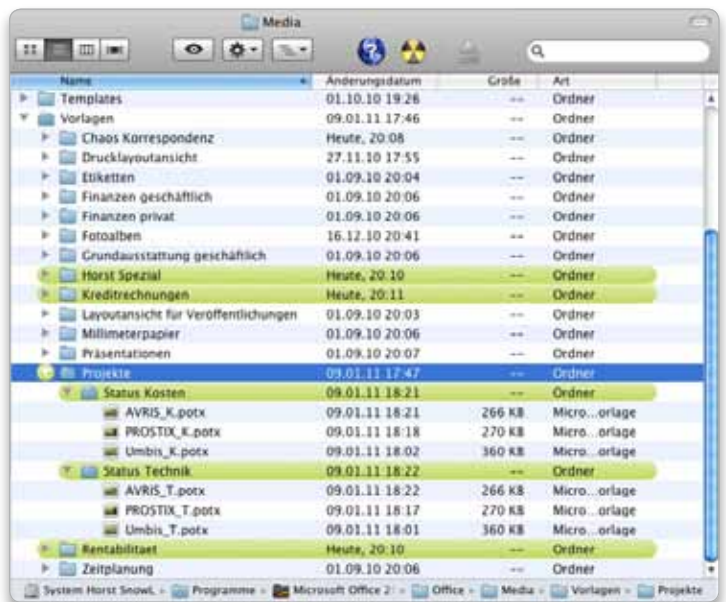 Media
Name Änderungsdatum Größe Art
Templates 01.10.10 19:26 -- Ordner
Vorlagen 09.01.11 17:46 -- Ordner
Chaos Korrespondenz Heute, 20:08 -- Ordner
Drucklayoutansicht 27.11.10 17:55 -- Ordner
Etiketten 01.09.10 20:04 -- Ordner
Finanzen geschäftlich 01.09.10 20:06 -- Ordner
Finanzen privat 01.09.10 20:06 -- Ordner
Fotoalben 16.12.10 20:41 -- Ordner
Grundausstattung geschäftlich 01.09.10 20:06 -- Ordner
Horst Spezial Heute, 20:10 -- Ordner
Kreditrechnungen Heute, 20:11 -- Ordner
Layoutansicht für Veröffentlichungen 01.09.10 20:03 -- Ordner
Millimeterpapier 01.09.10 20:06 -- Ordner
Präsentationen 01.09.10 20:07 -- Ordner
Projekte 09.01.11 17:47 -- Ordner
Status Kosten 09.01.11 18:21 -- Ordner
AVRIS_K.potx 09.01.11 18:21 266 KB Micro...orlage
PROSTIX_K.potx 09.01.11 18:18 270 KB Micro...orlage
Umbis_K.potx 09.01.11 18:02 360 KB Micro...orlage
Status Technik 09.01.11 18:22 -- Ordner
AVRIS_T.potx 09.01.11 18:22 266 KB Micro...orlage
PROSTIX_T.potx 09.01.11 18:17 270 KB Micro...orlage
Umbis_T.potx 09.01.11 18:01 360 KB Micro...orlage
Rentabilitaet Heute, 20:10 -- Ordner
Zeitplanung 01.09.10 20:06 -- Ordner
System Horst SnowL Programme Microsoft Office 2 Office Media Vorlagen Projekte